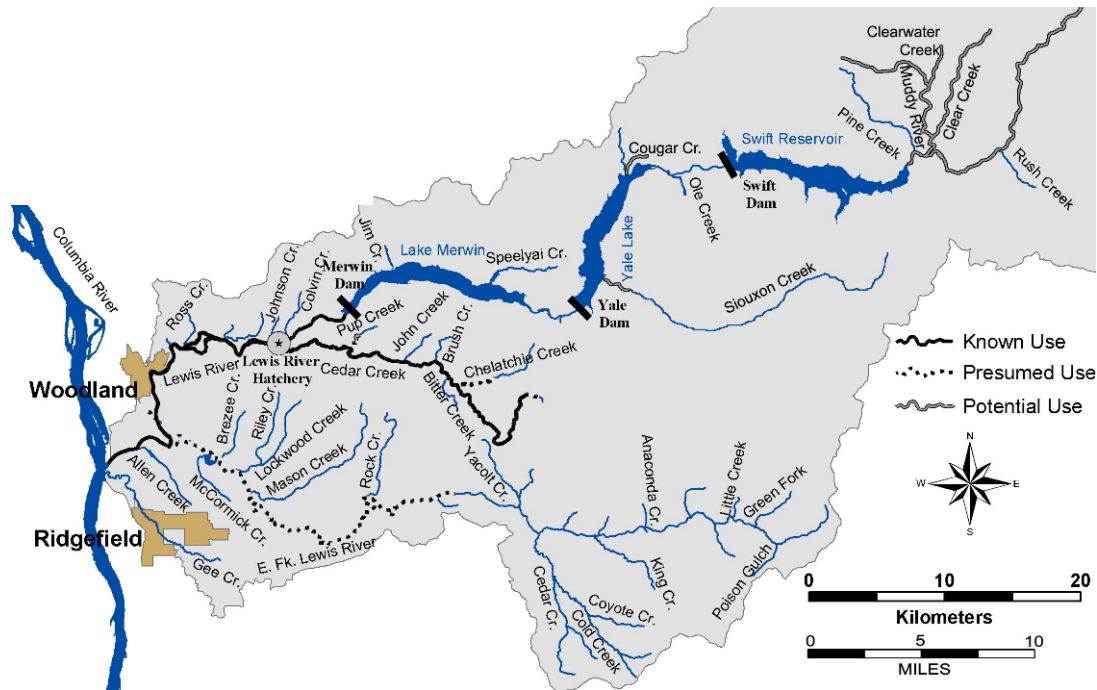 Clearwater
Creek
Muddy River
Clear Creek
Pine Creek
Rush Creek
Swift Reservoir
Cougar Cr.
Swift
Dam
Ole Creek
Columbia River
Jim Cr.
Lake Merwin
Speelyai Cr.
Yale Lake
Siouxon Creek
Merwin
Dam
Yale
Dam
Ross Cr.
Johnson Cr.
Colvin Cr.
Pup Creek
John Creek
Brush Cr.
Chelatchie Creek
Woodland
Lewis River
Lewis River
Hatchery
Cedar Creek
Bitter Creek
Brezee Cr.
Riley Cr.
Lockwood Creek
Mason Creek
Rock Cr.
Yacolt Cr.
Allen Creek
McCormick Cr.
Ridgefield
Gee Cr.
E. Fk. Lewis River
Anaconda Cr.
Little Creek
Green Fork
King Cr.
Poison Gulch
Cedar Cr.
Coyote Cr.
Cold Creek
Known Use
Presumed Use
Potential Use
N
W
E
S
0 10 20
Kilometers
0 5 10
MILES